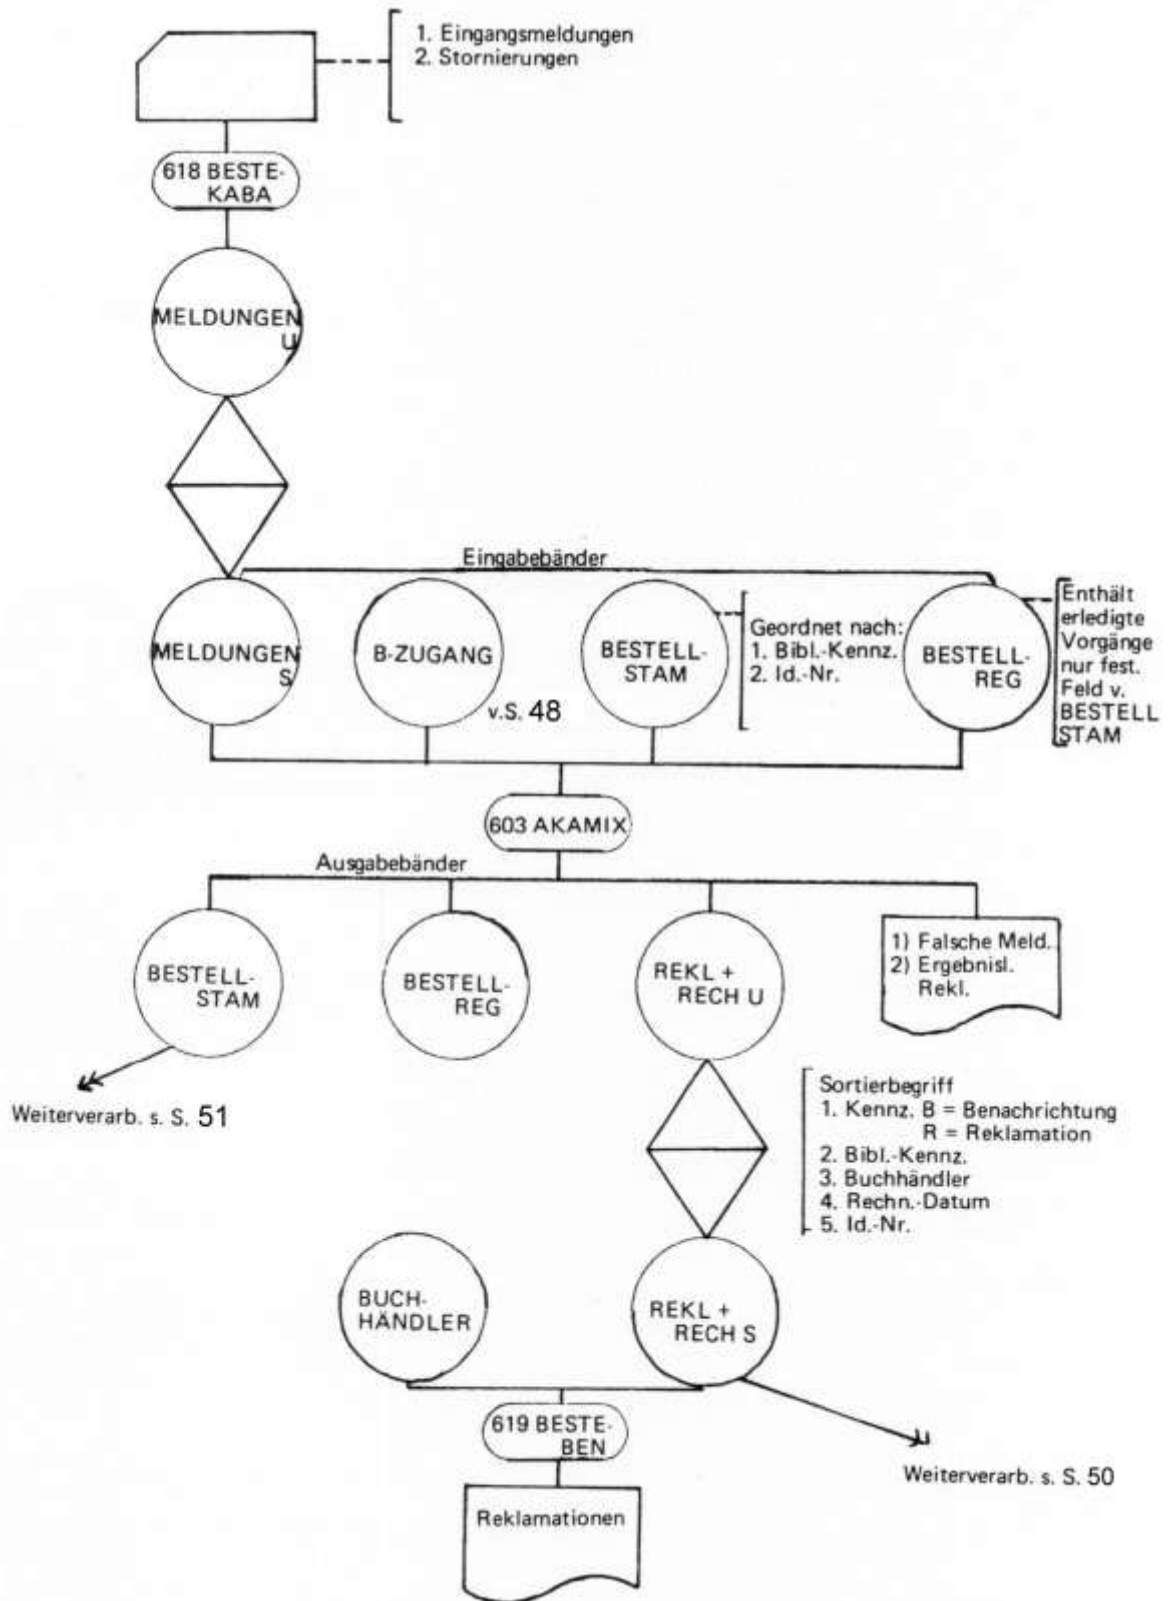 1. Eingangsmeldungen
2. Stornierungen
618 BESTE-
KABA
MELDUNGEN
U
Eingabebänder
MELDUNGEN
S
B-ZUGANG
v.S. 48
BESTELL-
STAM
Geordnet nach:
1. Bibl.-Kennz.
2. Id.-Nr.
BESTELL-
REG
Enthält
erledigte
Vorgänge
nur fest.
Feld v.
BESTELL
STAM
603 AKAMIX
Ausgabebänder
BESTELL-
STAM
BESTELL-
REG
REKL +
RECH U
1) Falsche Meld.
2) Ergebnisl.
Rekl.
Weiterverarb. s. S. 51
Sortierbegriff
1. Kennz. B = Benachrichtung
R = Reklamation
2. Bibl.-Kennz.
3. Buchhändler
4. Rechn.-Datum
5. Id.-Nr.
BUCH-
HÄNDLER
REKL +
RECH S
619 BESTE-
BEN
Weiterverarb. s. S. 50
Reklamationen